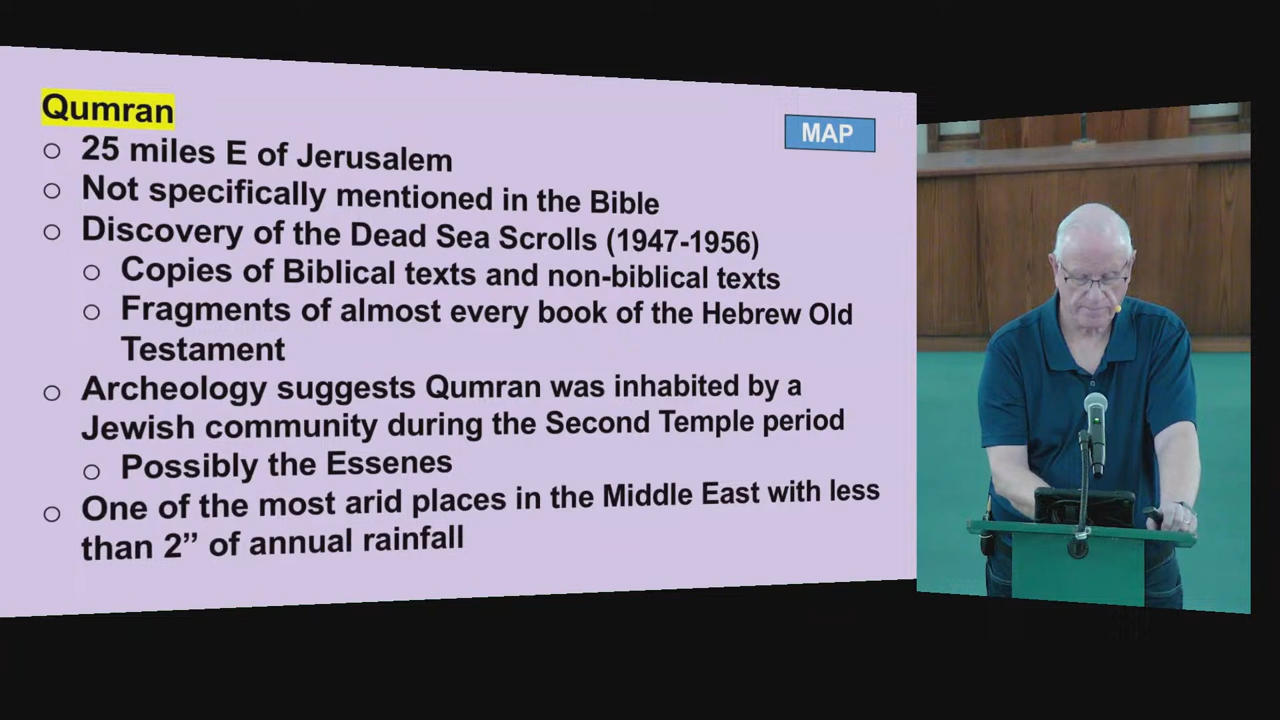 Qumran
MAP
○ 25 miles E of Jerusalem
○ Not specifically mentioned in the Bible
○ Discovery of the Dead Sea Scrolls (1947-1956)
○ Copies of Biblical texts and non-biblical texts
○ Fragments of almost every book of the Hebrew Old
Testament
○ Archeology suggests Qumran was inhabited by a
Jewish community during the Second Temple period
○ Possibly the Essenes
○ One of the most arid places in the Middle East with less
than 2” of annual rainfall